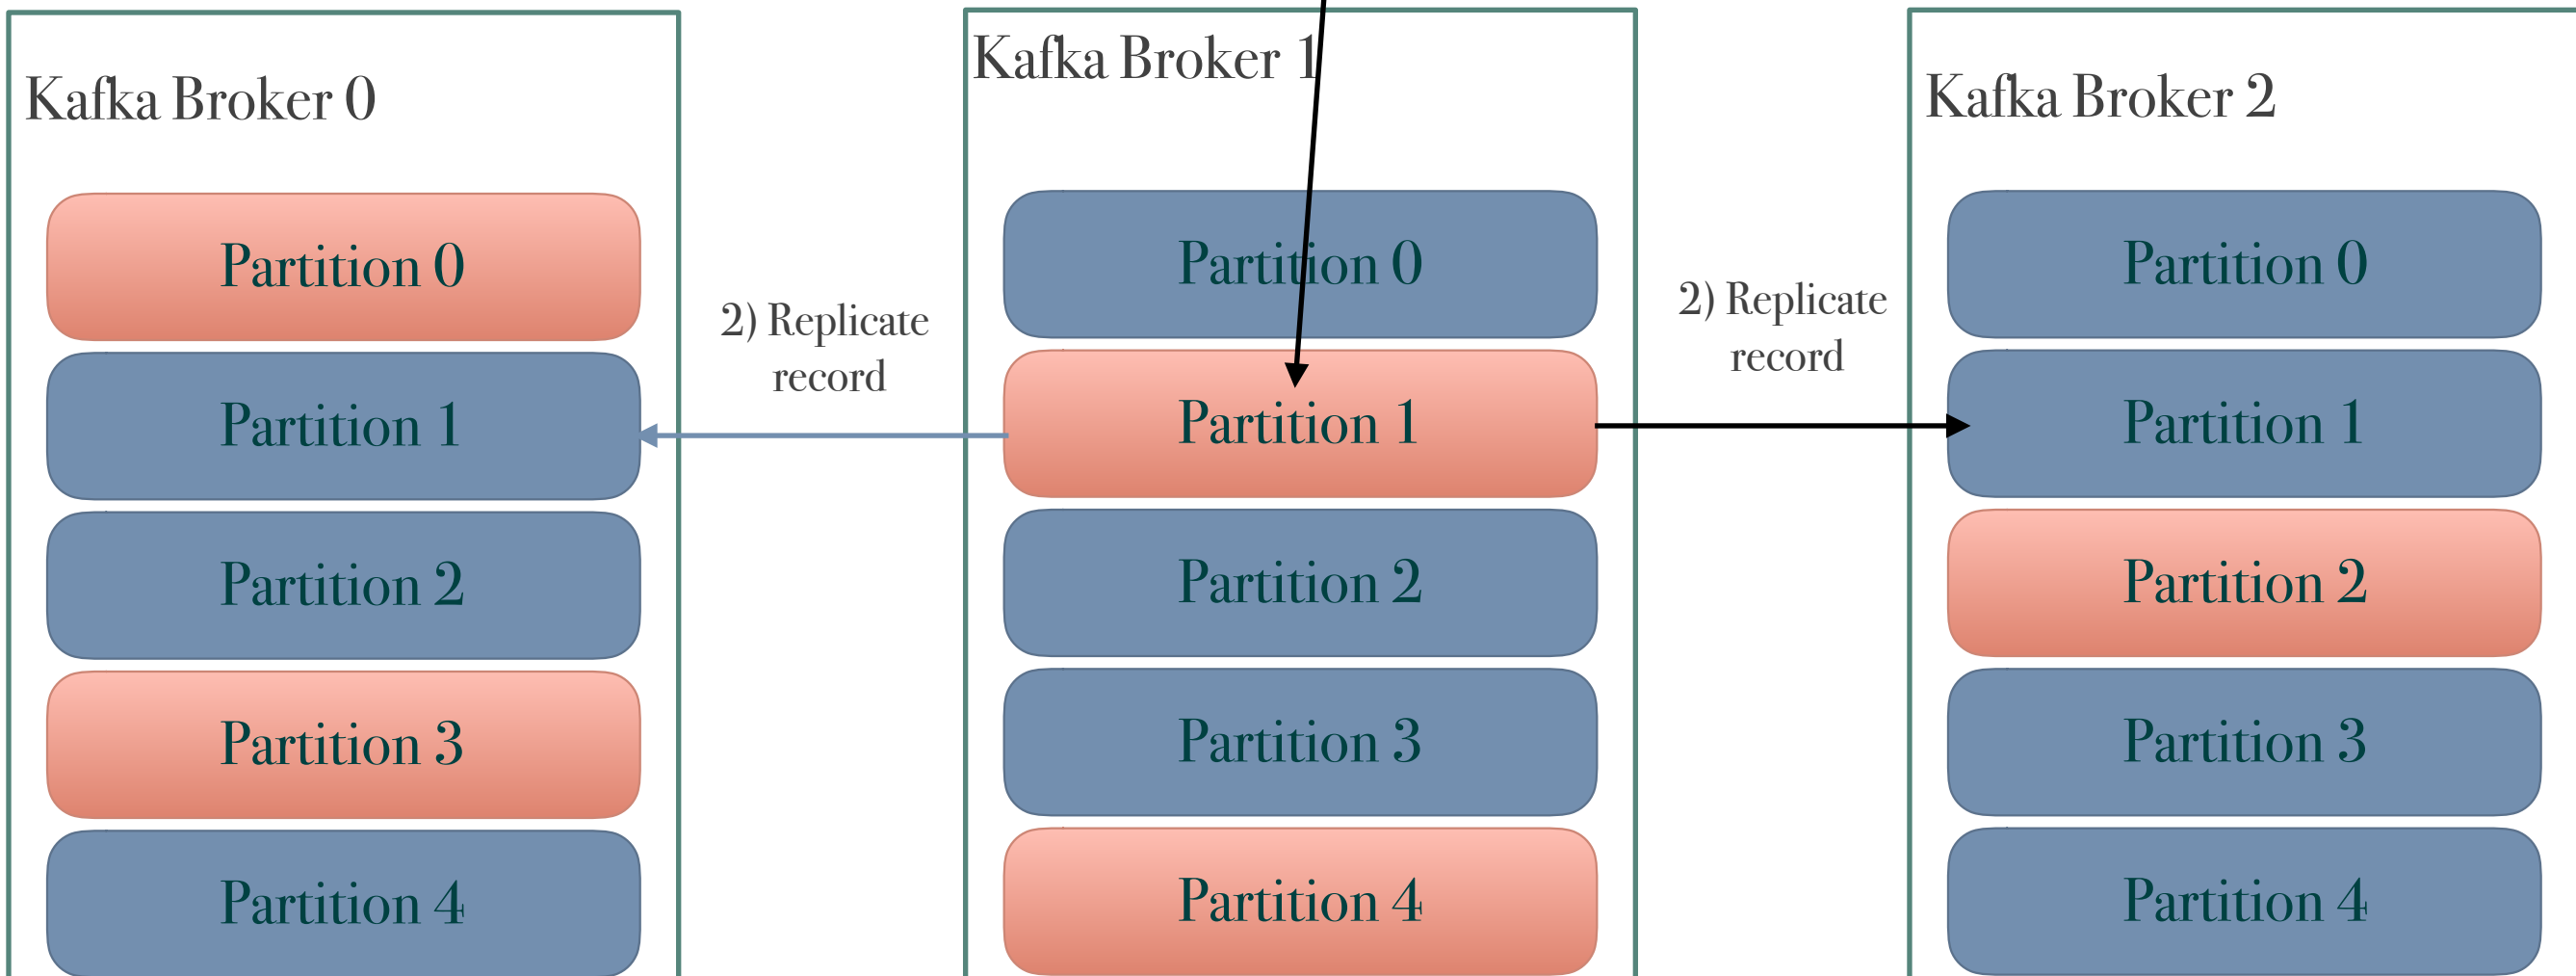 Kafka Broker 0
Partition 0
Partition 1
Partition 2
Partition 3
Partition 4
2) Replicate
record
Kafka Broker 1
Partition 0
Partition 1
Partition 2
Partition 3
Partition 4
2) Replicate
record
Kafka Broker 2
Partition 0
Partition 1
Partition 2
Partition 3
Partition 4